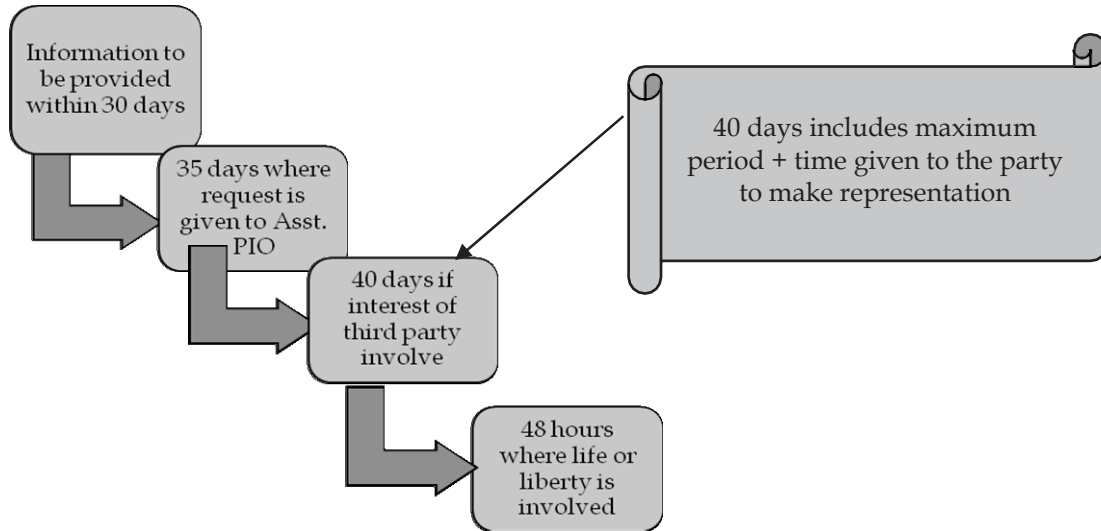 Information to
be provided
within 30 days
35 days where
request is
given to Asst.
PIO
40 days if
interest of
third party
involve
48 hours
where life or
liberty is
involved
40 days includes maximum
period + time given to the party
to make representation